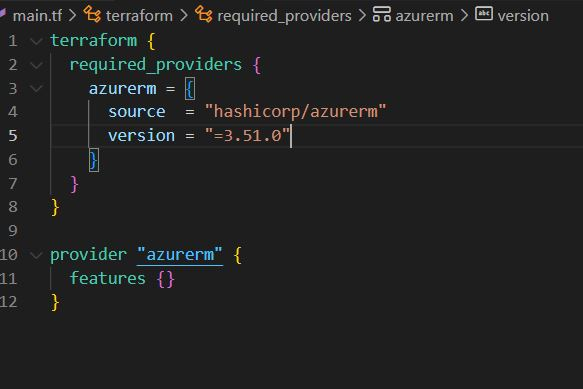 main.tf > terraform > required_providers > azurerm > version
1 terraform {
2   required_providers {
3     azurerm = {
4       source  = "hashicorp/azurerm"
5       version = "=3.51.0"
6     }
7   }
8 }
9
10 provider "azurerm" {
11   features {}
12 }